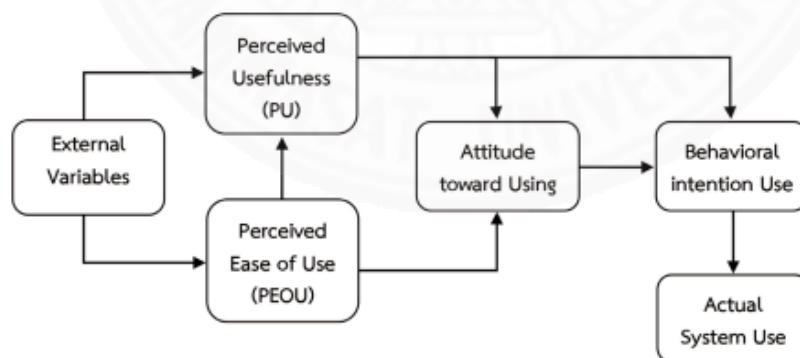 Perceived
Usefulness
(PU)
External
Variables
Attitude
toward Using
Behavioral
intention Use
Perceived
Ease of Use
(PEOU)
Actual
System Use